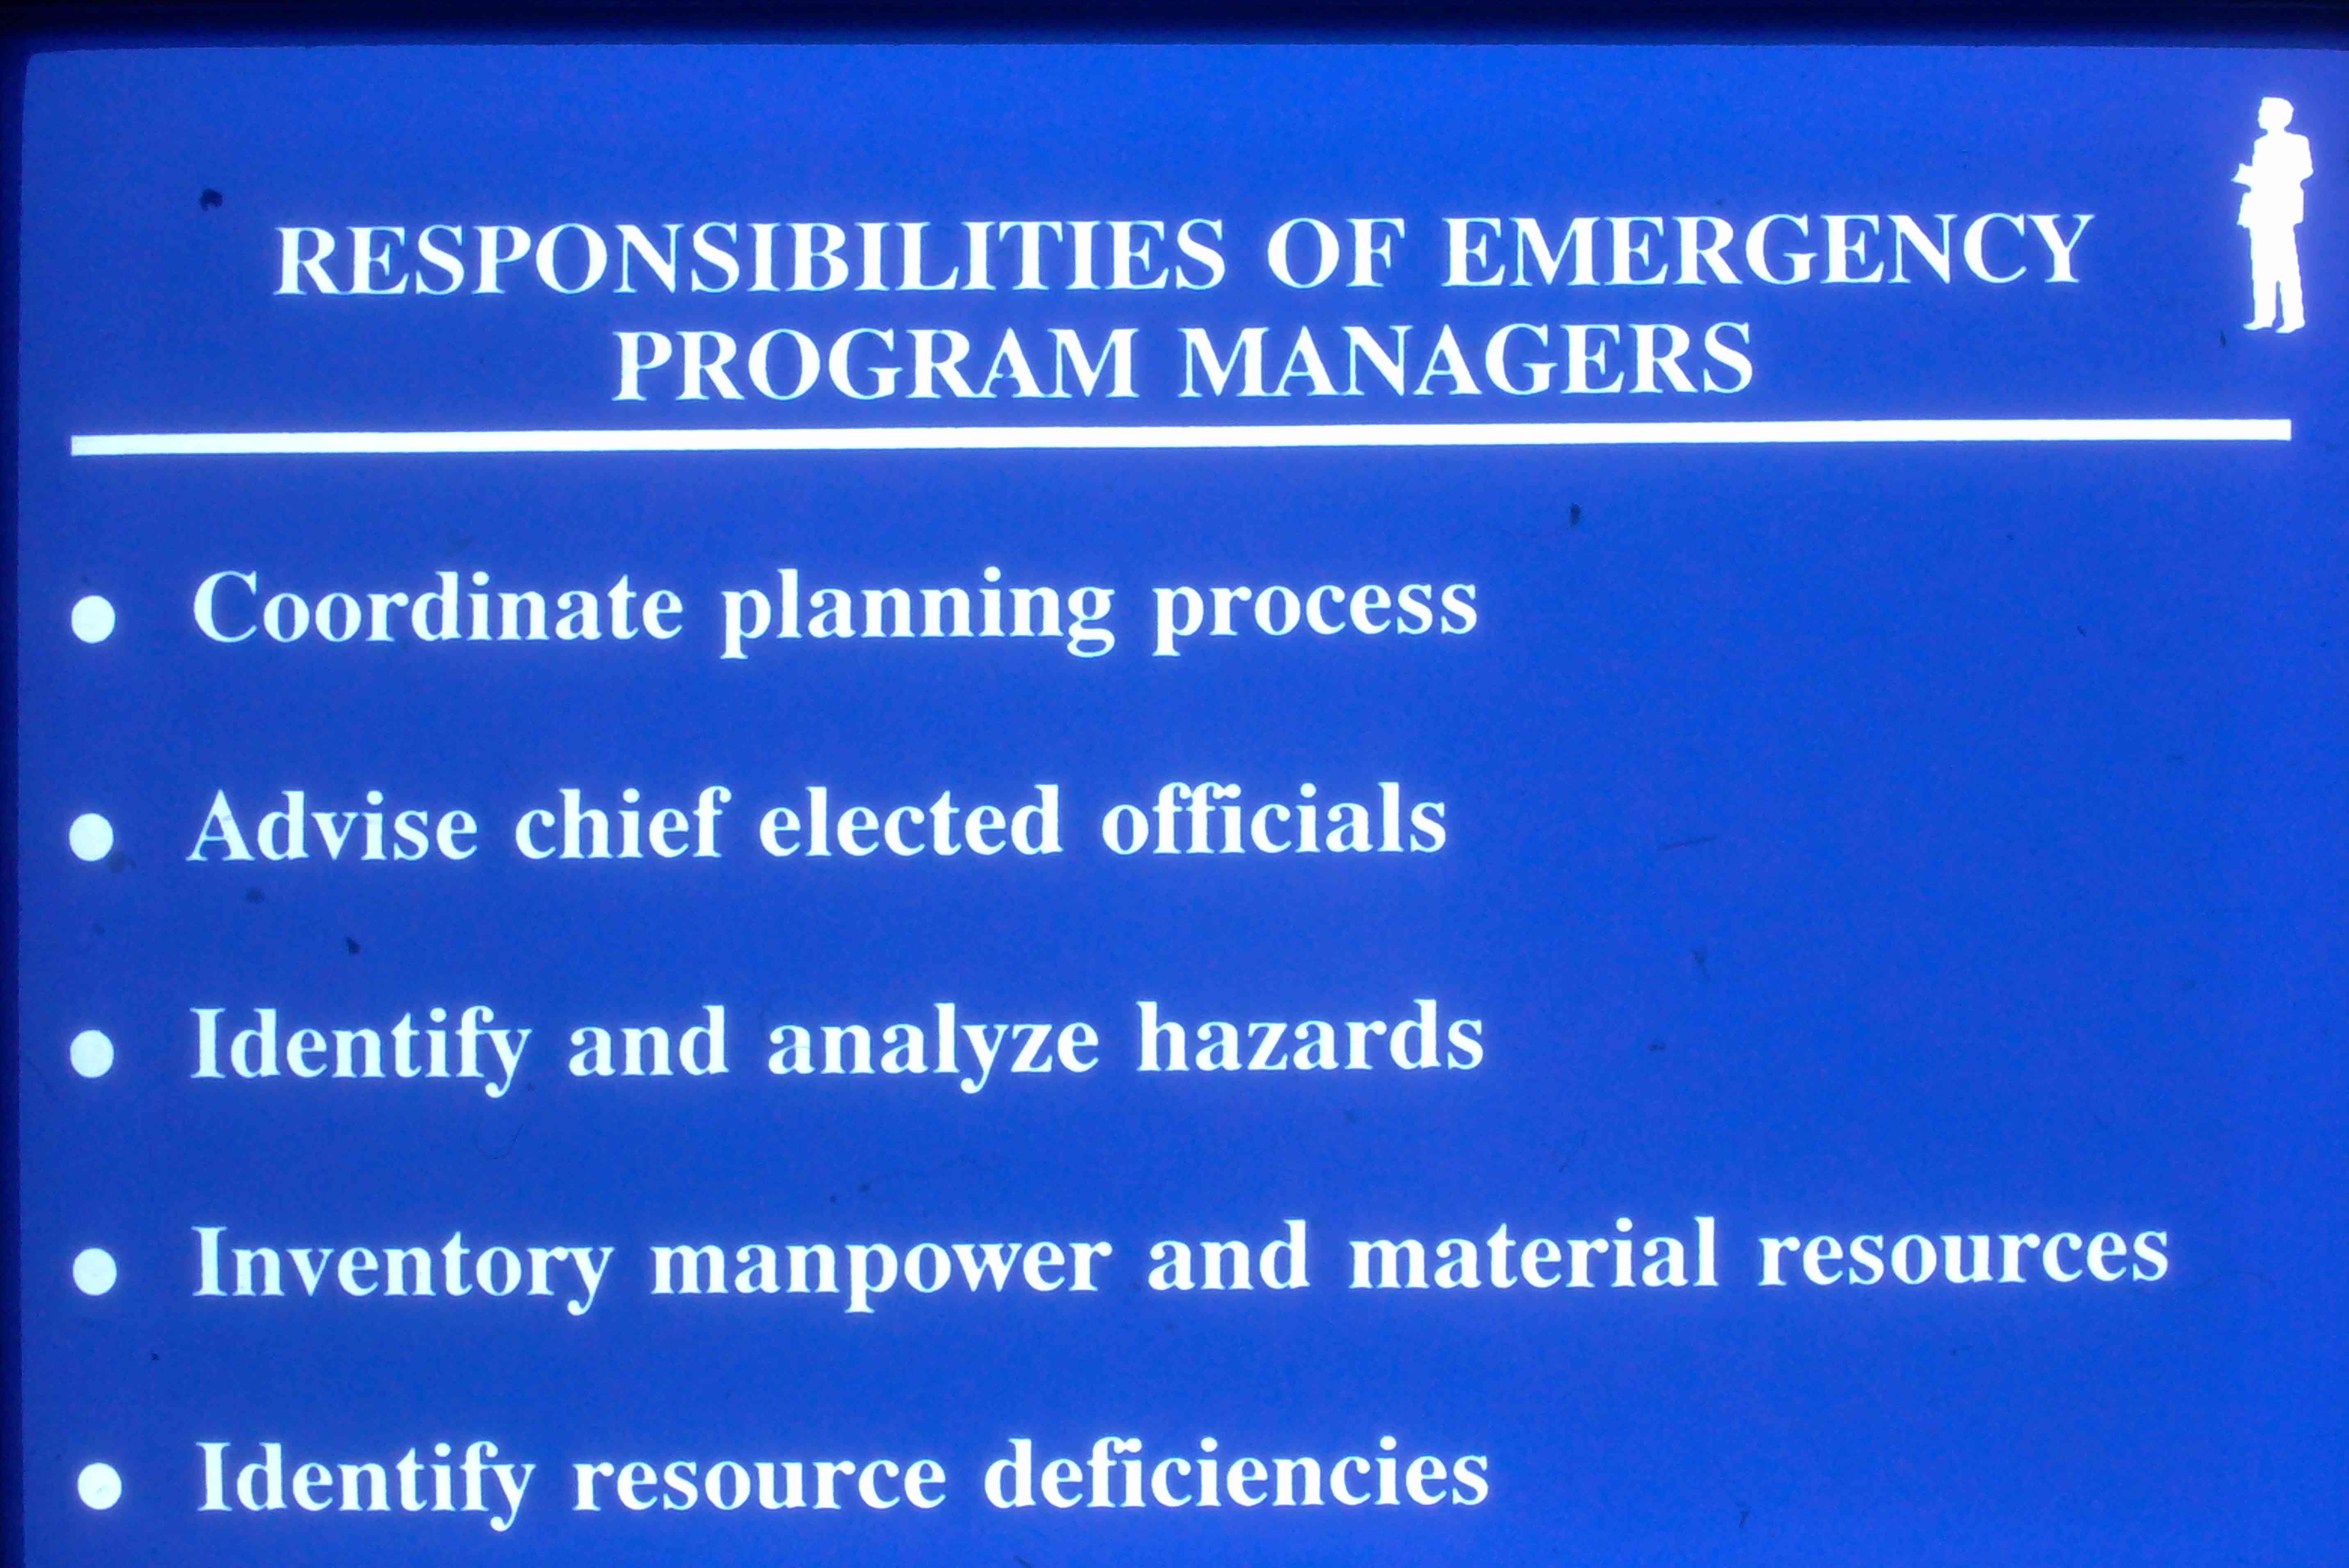 RESPONSIBILITIES OF EMERGENCY
PROGRAM MANAGERS
• Coordinate planning process
• Advise chief elected officials
• Identify and analyze hazards
• Inventory manpower and material resources
• Identify resource deficiencies